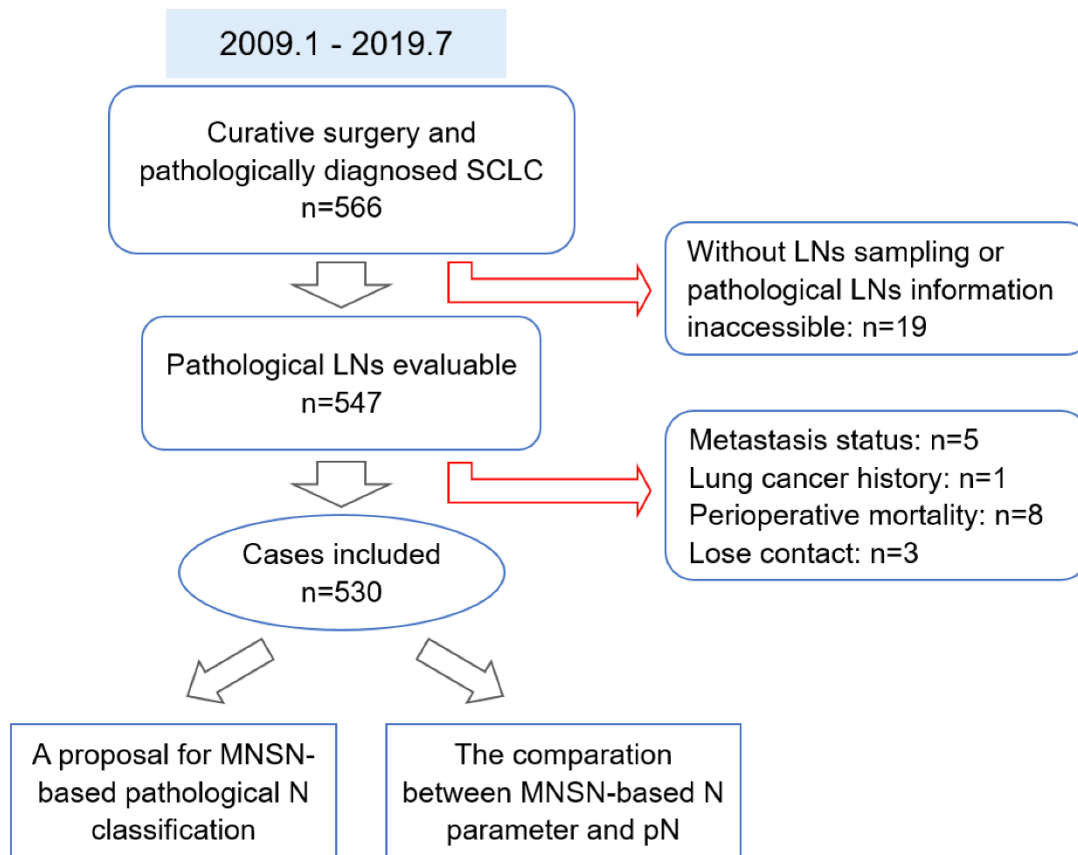 2009.1 - 2019.7
Curative surgery and
pathologically diagnosed SCLC
n=566
Without LNs sampling or
pathological LNs information
inaccessible: n=19
Pathological LNs evaluable
n=547
Metastasis status: n=5
Lung cancer history: n=1
Perioperative mortality: n=8
Lose contact: n=3
Cases included
n=530
A proposal for MNSN-
based pathological N
classification
The comparation
between MNSN-based N
parameter and pN